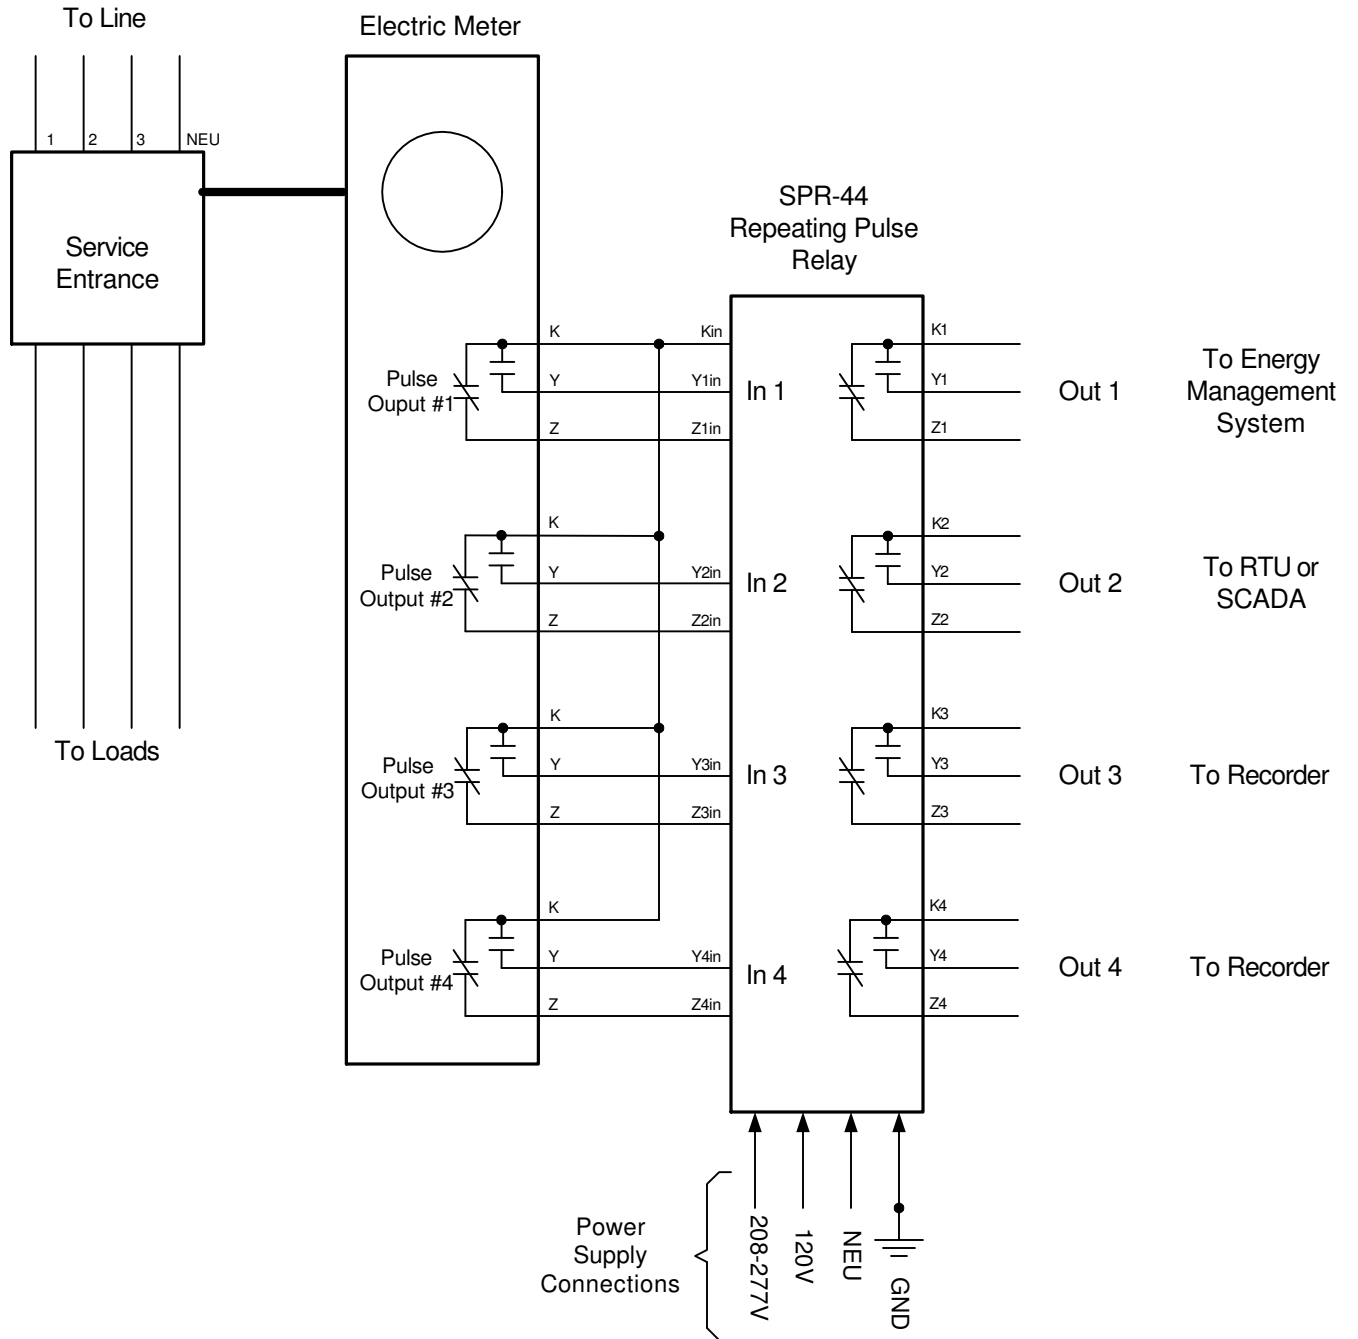 To Line
Electric Meter
1
2
3
NEU
Service
Entrance
To Loads
SPR-44
Repeating Pulse
Relay
Pulse
Ouput #1
K
Y
Z
Kin
Y1in
Z1in
In 1
K1
Y1
Z1
Out 1
To Energy
Management
System
Pulse
Output #2
K
Y
Z
Y2in
Z2in
In 2
K2
Y2
Z2
Out 2
To RTU or
SCADA
Pulse
Output #3
K
Y
Z
Y3in
Z3in
In 3
K3
Y3
Z3
Out 3
To Recorder
Pulse
Output #4
K
Y
Z
Y4in
Z4in
In 4
K4
Y4
Z4
Out 4
To Recorder
Power
Supply
Connections
208-277V
120V
NEU
GND